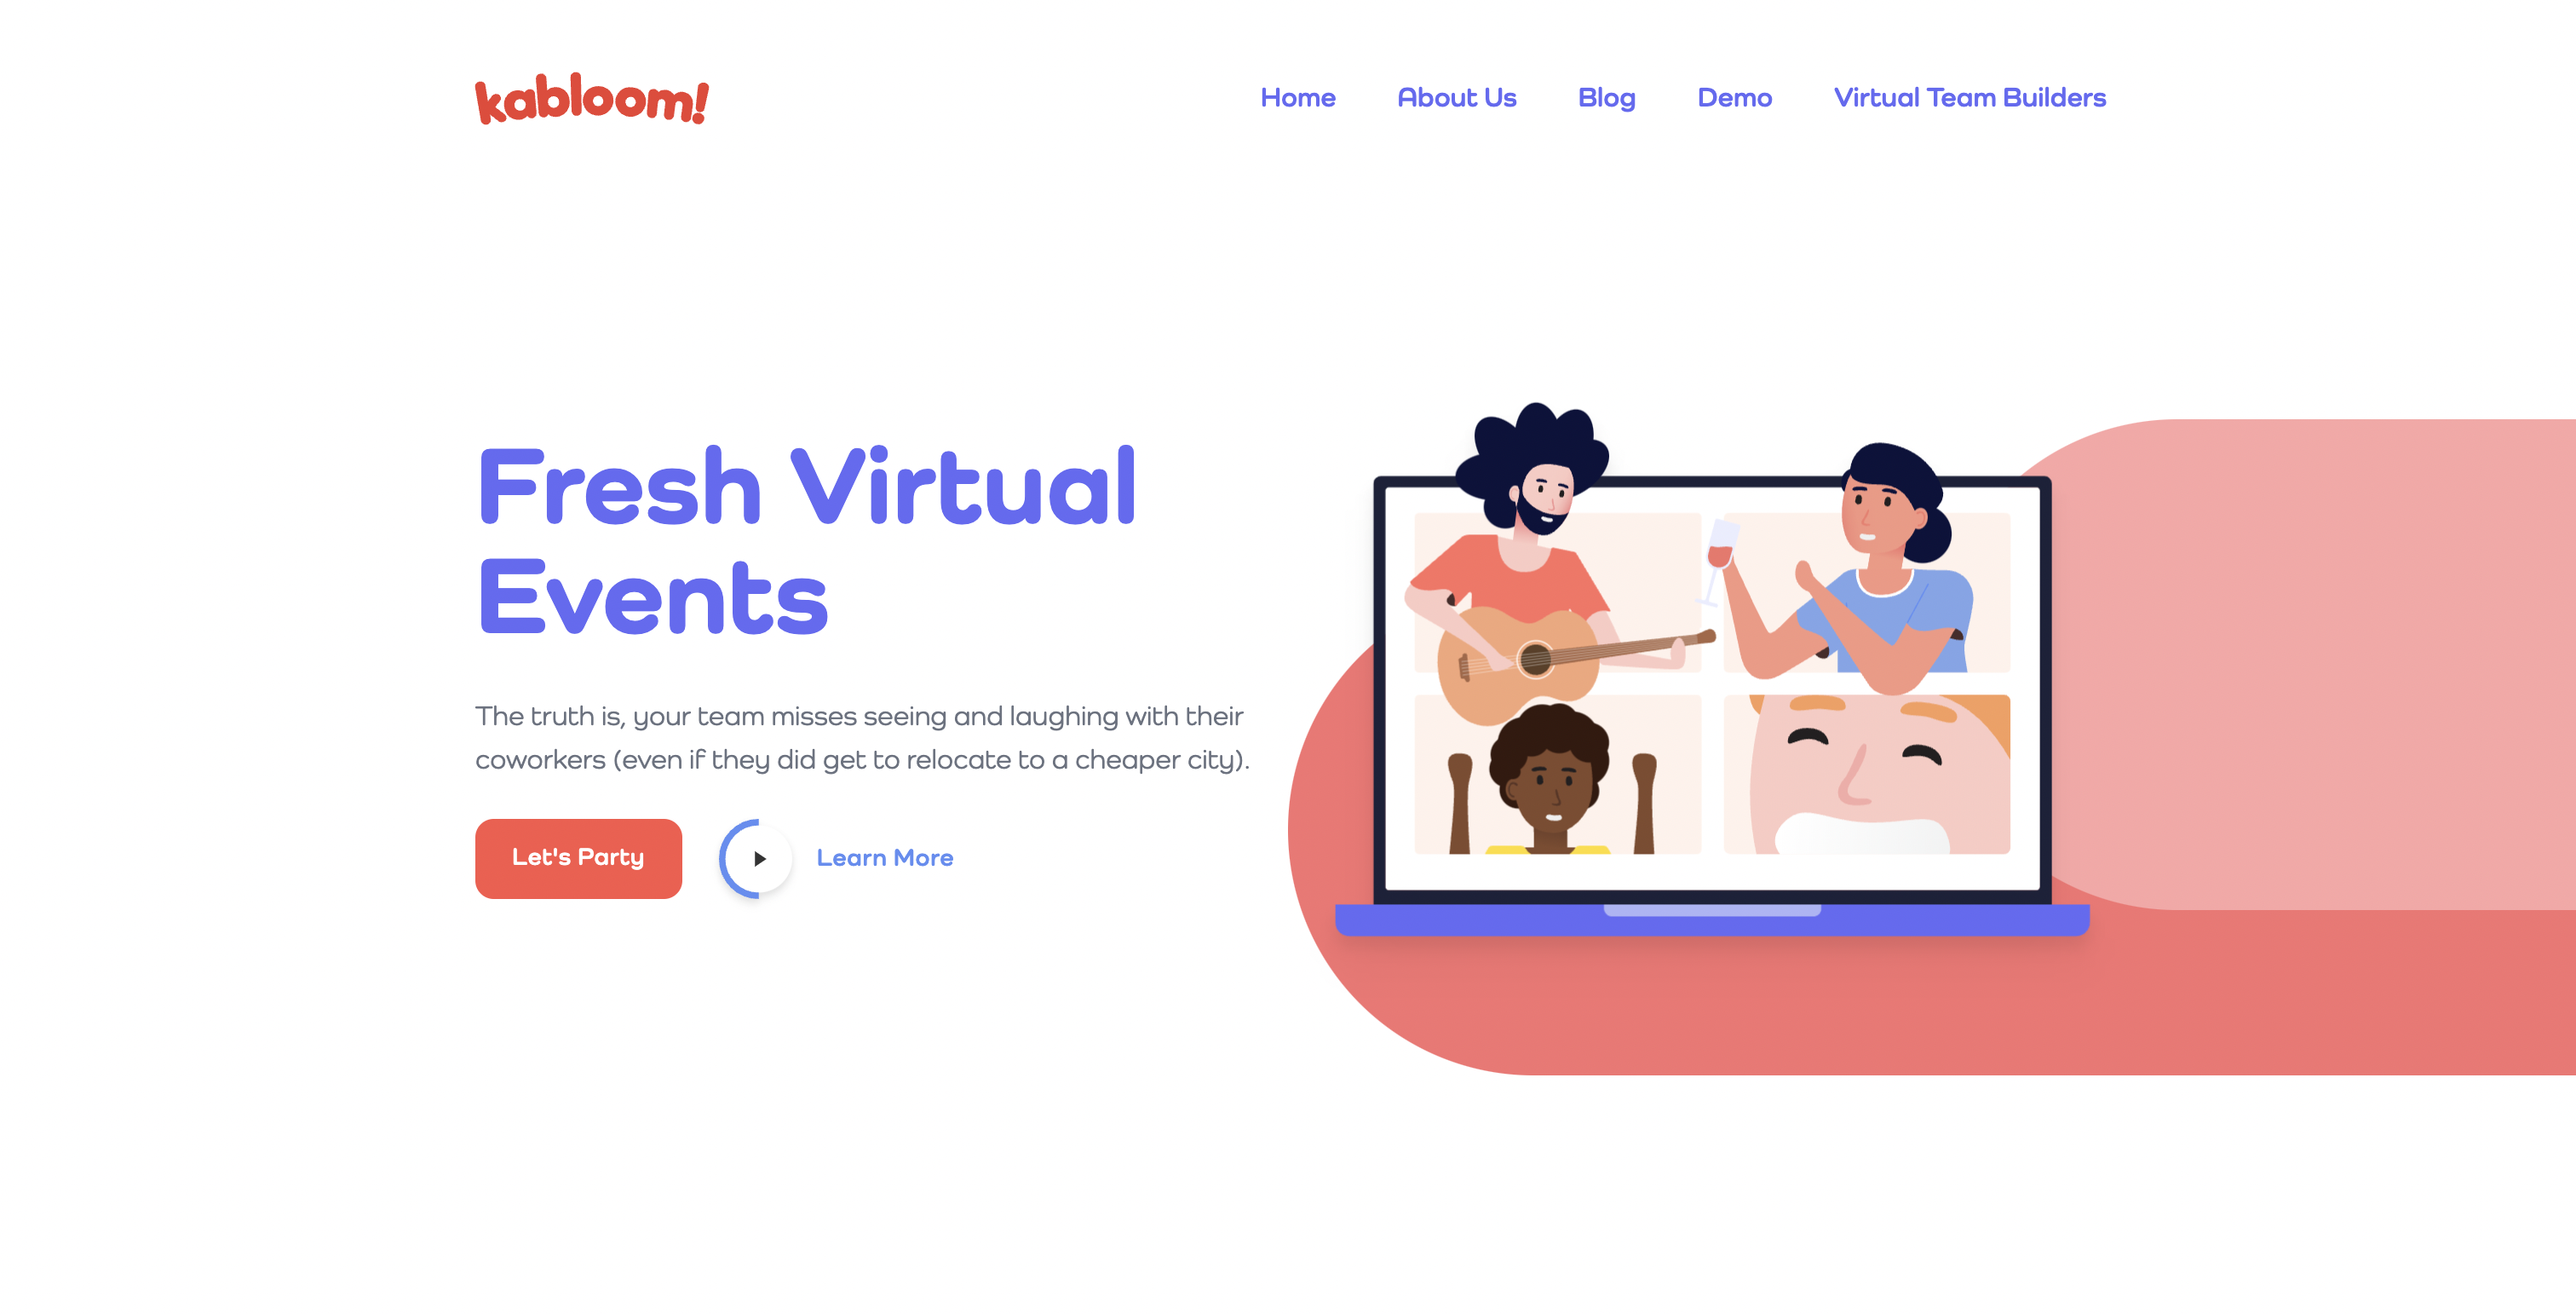 kabloom!
Home About Us Blog Demo Virtual Team Builders
Fresh Virtual
Events
The truth is, your team misses seeing and laughing with their
coworkers (even if they did get to relocate to a cheaper city).
Let's Party Learn More